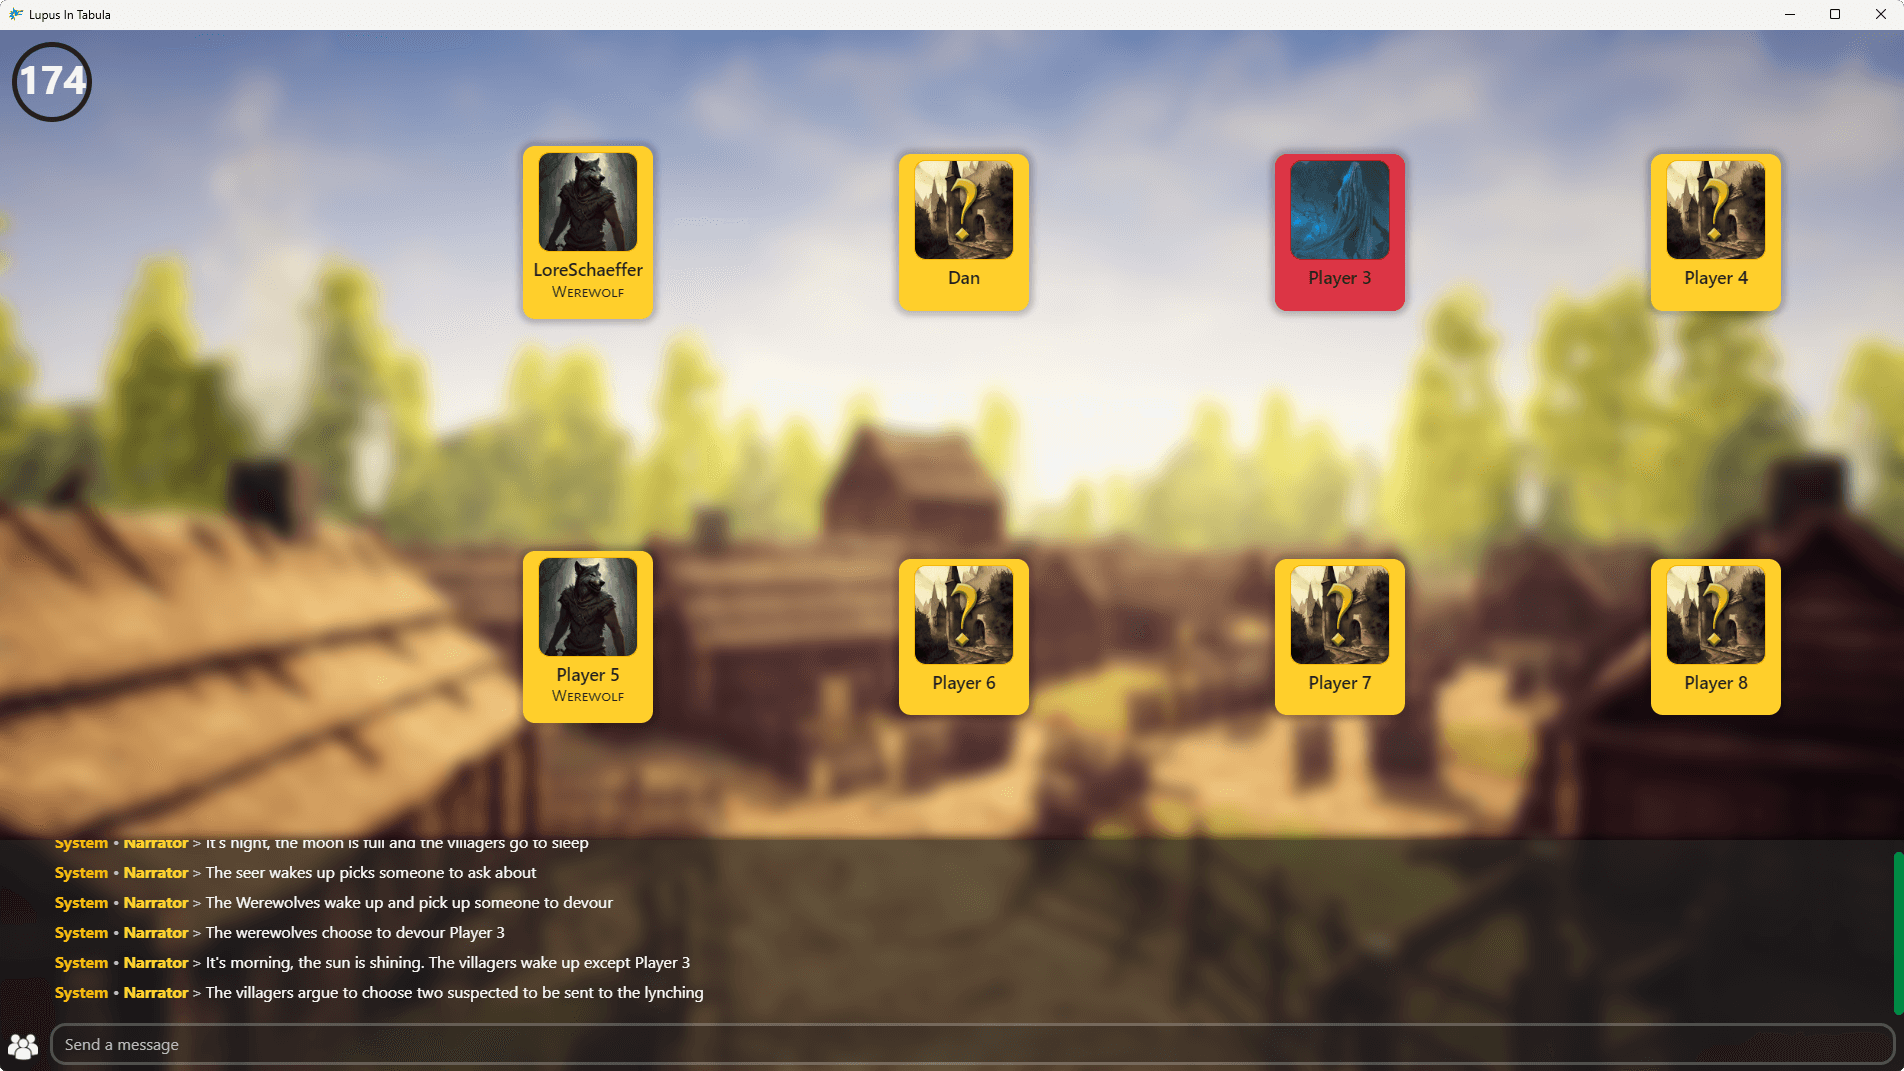 Lupus In Tabula
174
LoreSchaeffer
Werewolf
Dan
Player 3
Player 4
Player 5
Werewolf
Player 6
Player 7
Player 8
System • Narrator > It's night, the moon is full and the villagers go to sleep
System • Narrator > The seer wakes up picks someone to ask about
System • Narrator > The Werewolves wake up and pick up someone to devour
System • Narrator > The werewolves choose to devour Player 3
System • Narrator > It's morning, the sun is shining. The villagers wake up except Player 3
System • Narrator > The villagers argue to choose two suspected to be sent to the lynching
Send a message